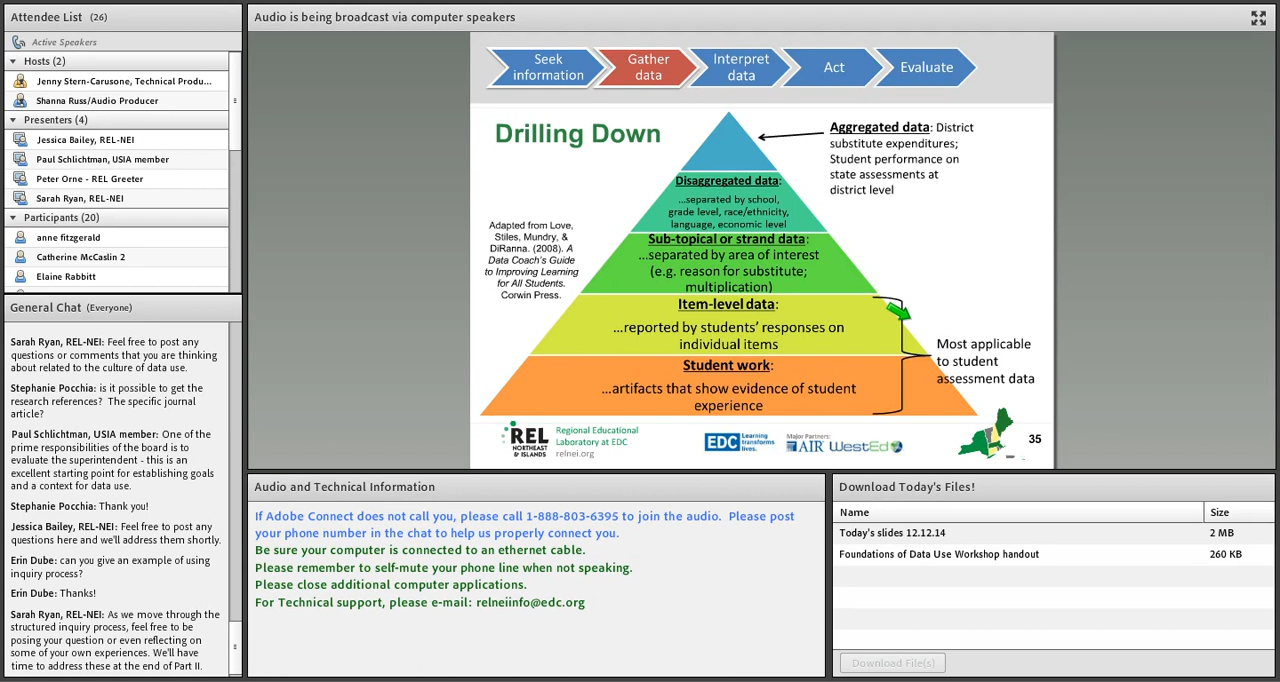 Attendee List (26)
Active Speakers
Hosts (2)
Jenny Stern-Carusone, Technical Produ...
Shanna Russ/Audio Producer
Presenters (4)
Jessica Bailey, REL-NEI
Paul Schlichtman, USIA member
Peter Orne - REL Greeter
Sarah Ryan, REL-NEI
Participants (20)
anne fitzgerald
Catherine McCaslin 2
Elaine Rabbitt
General Chat (Everyone)
Sarah Ryan, REL-NEI: Feel free to post any
questions or comments that you are thinking
about related to the culture of data use.
Stephanie Pocchia: is it possible to get the
research references? The specific journal
article?
Paul Schlichtman, USIA member: One of the
prime responsibilities of the board is to
evaluate the superintendent - this is an
excellent starting point for establishing goals
and a context for data use.
Stephanie Pocchia: Thank you!
Jessica Bailey, REL-NEI: Feel free to post any
questions here and we'll address them shortly.
Erin Dube: can you give an example of using
inquiry process?
Erin Dube: Thanks!
Sarah Ryan, REL-NEI: As we move through the
structured inquiry process, feel free to be
posing your question or even reflecting on
some of your own experiences. We'll have
time to address these at the end of Part II.
Audio is being broadcast via computer speakers
Seek
information
Gather
data
Interpret
data
Act
Evaluate
Drilling Down
Aggregated data: District
substitute expenditures;
Student performance on
state assessments at
district level
Disaggregated data:
...separated by school,
grade level, race/ethnicity,
language, economic level
Adapted from Love,
Stiles, Mundry, &
DiRanna. (2008). A
Data Coach's Guide
to Improving Learning
for All Students.
Corwin Press.
Sub-topical or strand data:
...separated by area of interest
(e.g. reason for substitute;
multiplication)
Item-level data:
...reported by students' responses on
individual items
Most applicable
to student
assessment data
Student work:
...artifacts that show evidence of student
experience
REL
NORTHEAST
& ISLANDS
Regional Educational
Laboratory at EDC
relnei.org
EDC
Learning
transforms
lives.
Major Partners:
AIR WestEd
35
Audio and Technical Information
If Adobe Connect does not call you, please call 1-888-803-6395 to join the audio. Please post
your phone number in the chat to help us properly connect you.
Be sure your computer is connected to an ethernet cable.
Please remember to self-mute your phone line when not speaking.
Please close additional computer applications.
For Technical support, please e-mail: relneiinfo@edc.org
Download Today's Files!
Name Size
Today's slides 12.12.14 2 MB
Foundations of Data Use Workshop handout 260 KB
Download File(s)